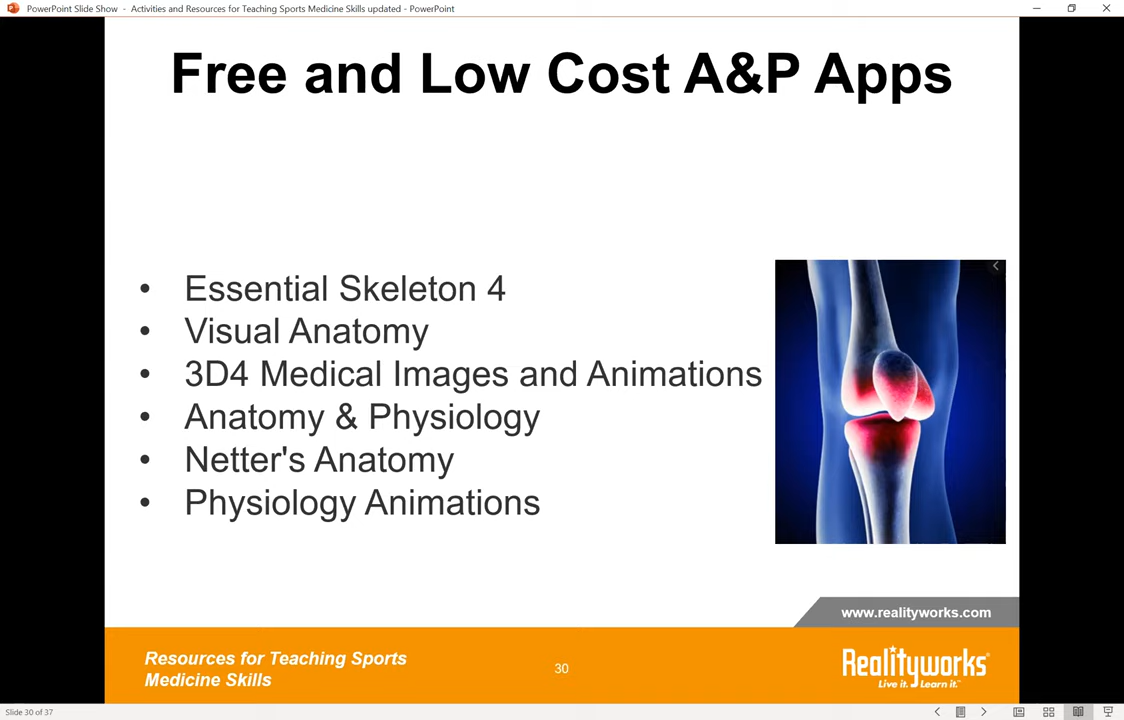 PowerPoint Slide Show - Activities and Resources for Teaching Sports Medicine Skills updated - PowerPoint
Free and Low Cost A&P Apps
• Essential Skeleton 4
• Visual Anatomy
• 3D4 Medical Images and Animations
• Anatomy & Physiology
• Netter's Anatomy
• Physiology Animations
www.realityworks.com
Resources for Teaching Sports
Medicine Skills
30
Realityworks
Live it. Learn it.
Slide 30 of 37